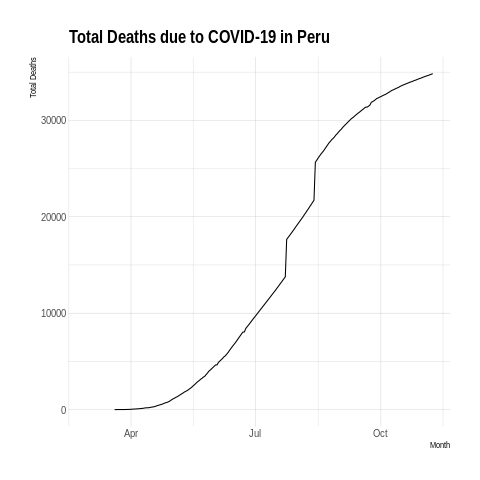 Total Deaths due to COVID-19 in Peru
Total Deaths
30000
20000
10000
0
Apr
Jul
Oct
Month